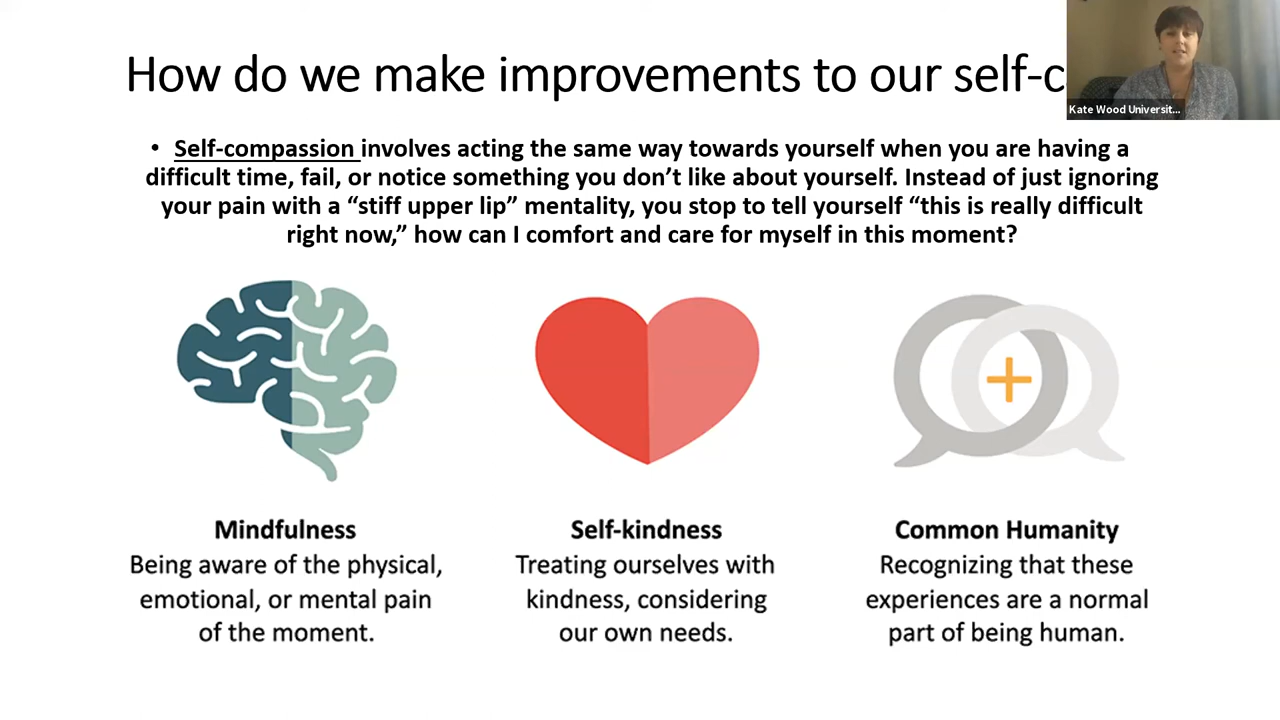 How do we make improvements to our self-c
Kate Wood Universit...
• Self-compassion involves acting the same way towards yourself when you are having a
difficult time, fail, or notice something you don’t like about yourself. Instead of just ignoring
your pain with a “stiff upper lip” mentality, you stop to tell yourself “this is really difficult
right now,” how can I comfort and care for myself in this moment?
Mindfulness
Being aware of the physical,
emotional, or mental pain
of the moment.
Self-kindness
Treating ourselves with
kindness, considering
our own needs.
Common Humanity
Recognizing that these
experiences are a normal
part of being human.